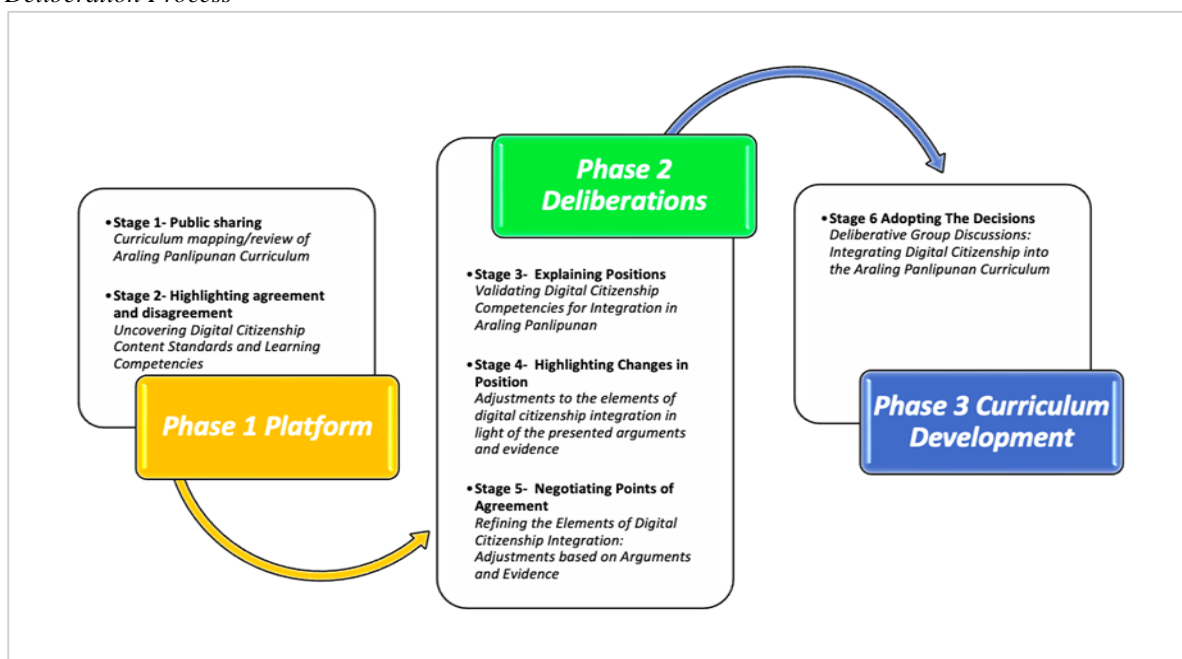 Deliberation Process
•Stage 1- Public sharing
Curriculum mapping/review of
Araling Panlipunan Curriculum
•Stage 2- Highlighting agreement
and disagreement
Uncovering Digital Citizenship
Content Standards and Learning
Competencies
Phase 1 Platform
Phase 2
Deliberations
•Stage 3-  Explaining Positions
Validating Digital Citizenship
Competencies for Integration in
Araling Panlipunan
•Stage 4-  Highlighting Changes in
Position
Adjustments to the elements of
digital citizenship integration in
light of the presented arguments
and evidence
•Stage 5-  Negotiating Points of
Agreement
Refining the Elements of Digital
Citizenship Integration:
Adjustments based on Arguments
and Evidence
•Stage 6 Adopting The Decisions
Deliberative Group Discussions:
Integrating Digital Citizenship into
the Araling Panlipunan Curriculum
Phase 3 Curriculum
Development